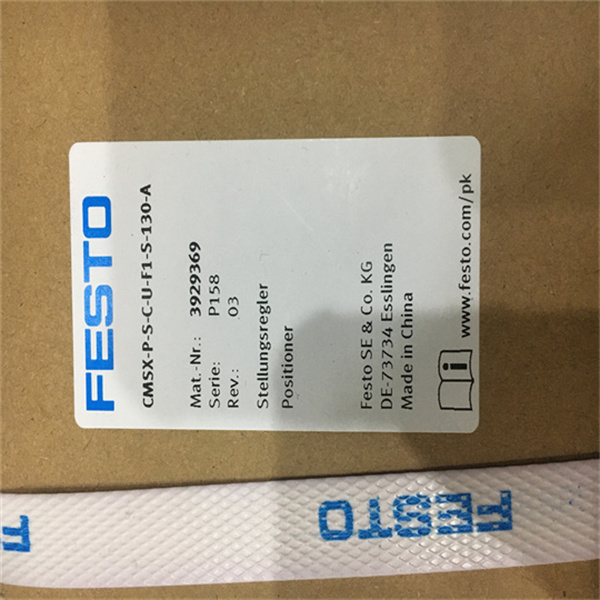 FESTO
CMSX-P-S-C-U-F1-S-130-A
Mat.-Nr.: 3929369
Serie: P158
Rev.: 03
Stellungsregler
Positioner
Festo SE & Co. KG
DE-73734 Esslingen
Made in China
www.festo.com/pk